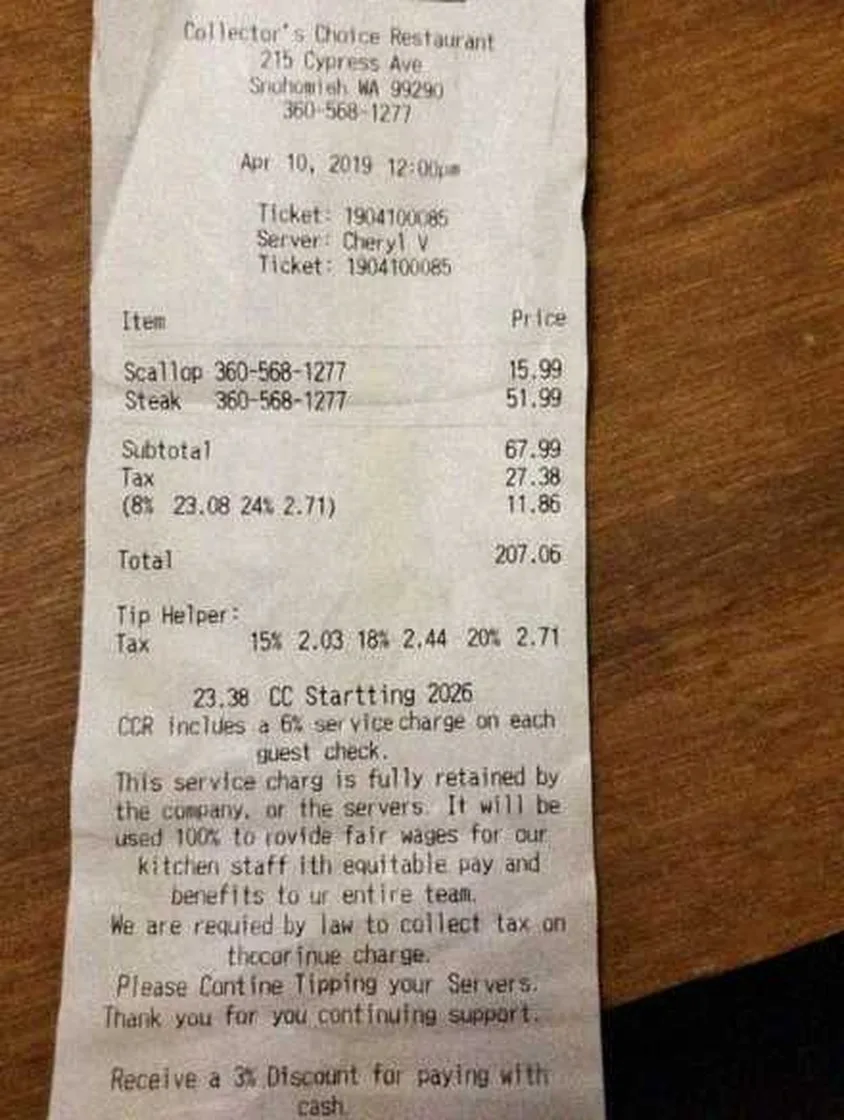 Collector's Choice Restaurant
215 Cypress Ave
Snohomish WA 99290
360-568-1277
Apr 10, 2019 12:00pm
Ticket: 1904100085
Server: Cheryl V
Ticket: 1904100085
Item Price
Scallop 360-568-1277 15.99
Steak 360-568-1277 51.99
Subtotal 67.99
Tax 27.38
(8% 23.08 24% 2.71) 11.86
Total 207.06
Tip Helper:
Tax 15% 2.03 18% 2.44 20% 2.71
23.38 CC Startting 2026
CCR inclues a 6% service charge on each
guest check.
This service charg is fully retained by
the company, or the servers. It will be
used 100% to rovide fair wages for our
kitchen staff ith equitable pay and
benefits to ur entire team.
We are requied by law to collect tax on
charge.
Please Contine Tipping your Servers.
Thank you for you continuing support.
Receive a 3% Discount for paying with
cash.